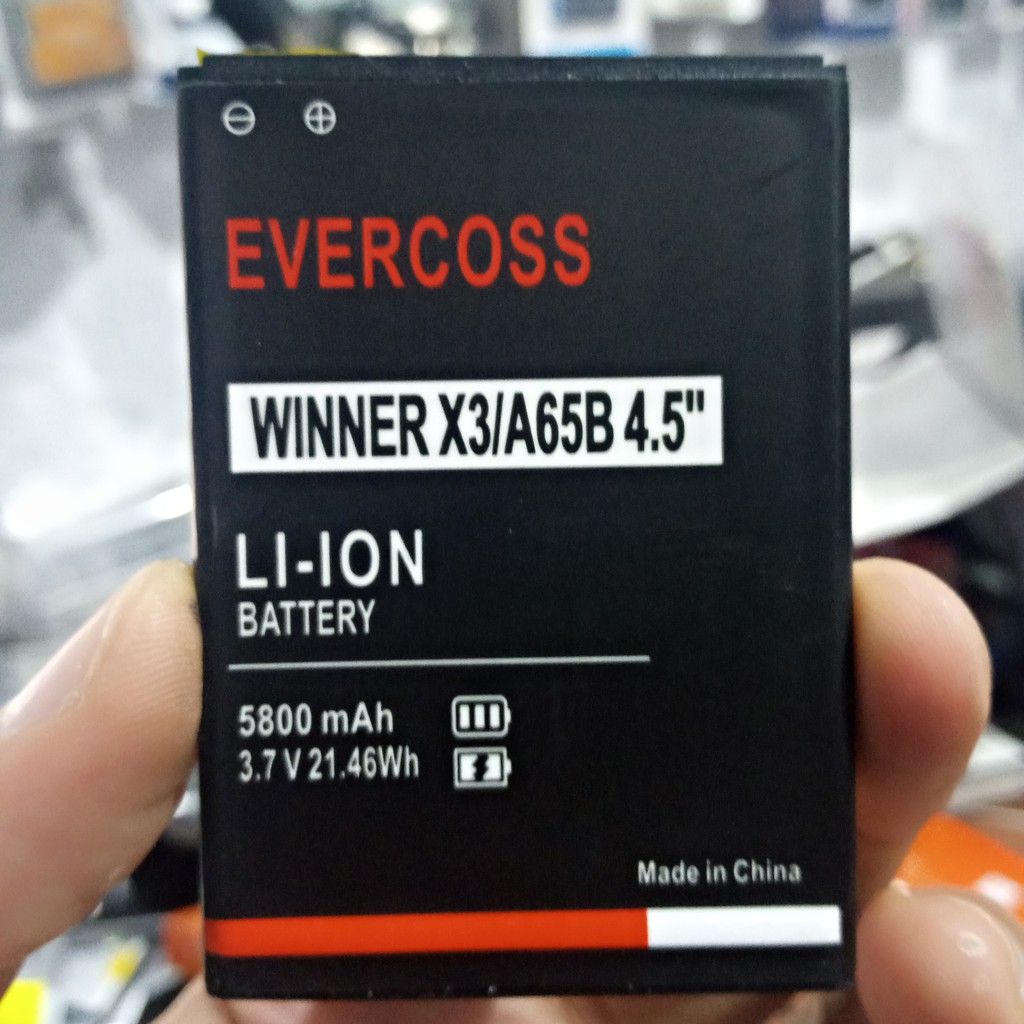 EVERCOSS
WINNER X3/A65B 4.5"
LI-ION
BATTERY
5800 mAh
3.7 V 21.46Wh
Made in China